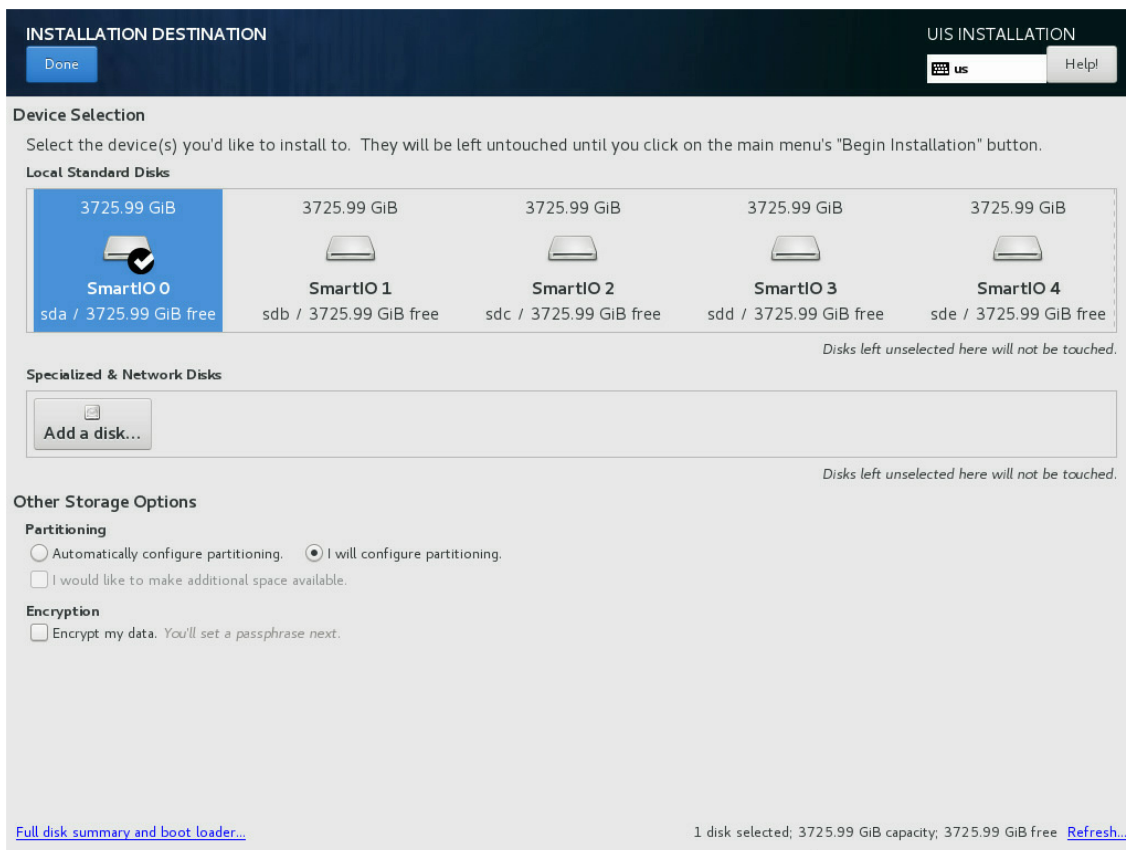 INSTALLATION DESTINATION
UIS INSTALLATION
Done
us
Help!
Device Selection
Select the device(s) you'd like to install to. They will be left untouched until you click on the main menu's "Begin Installation" button.
Local Standard Disks
3725.99 GiB 3725.99 GiB 3725.99 GiB 3725.99 GiB 3725.99 GiB
SmartIO 0 SmartIO 1 SmartIO 2 SmartIO 3 SmartIO 4
sda / 3725.99 GiB free sdb / 3725.99 GiB free sdc / 3725.99 GiB free sdd / 3725.99 GiB free sde / 3725.99 GiB free
Disks left unselected here will not be touched.
Specialized & Network Disks
Add a disk...
Disks left unselected here will not be touched.
Other Storage Options
Partitioning
Automatically configure partitioning. I will configure partitioning.
I would like to make additional space available.
Encryption
Encrypt my data. You'll set a passphrase next.
Full disk summary and boot loader... 1 disk selected; 3725.99 GiB capacity; 3725.99 GiB free Refresh...